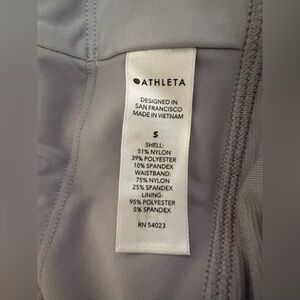 ATHLETA
DESIGNED IN
SAN FRANCISCO
MADE IN VIETNAM
S
SHELL:
51% NYLON
39% POLYESTER
10% SPANDEX
WAISTBAND:
75% NYLON
25% SPANDEX
LINING:
95% POLYESTER
5% SPANDEX
RN 54023